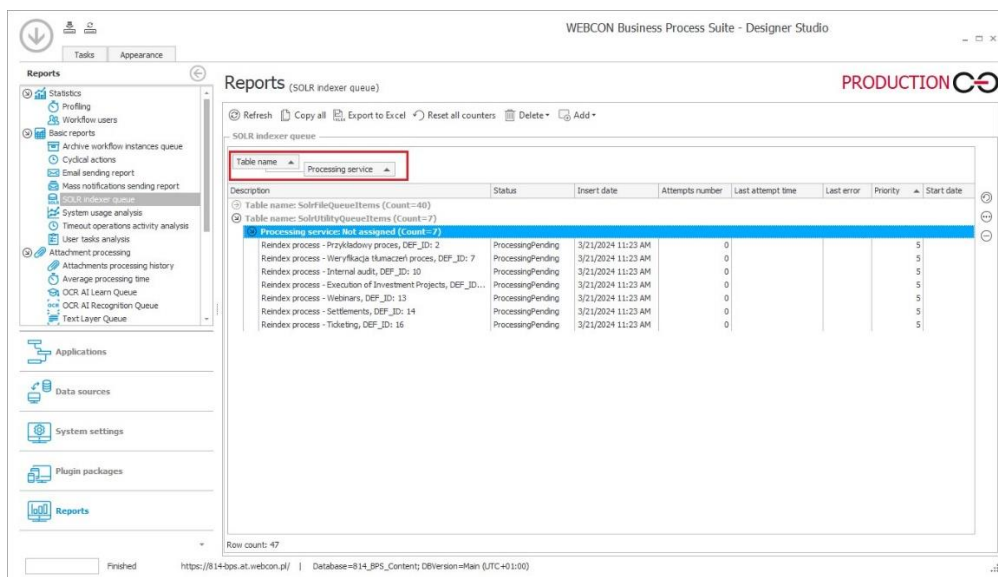 WEBCON Business Process Suite - Designer Studio
Tasks Appearance
Reports
Statistics
Profiling
Workflow users
Basic reports
Archive workflow instances queue
Cyclical actions
Email sending report
Mass notifications sending report
SOLR indexer queue
System usage analysis
Timeout operations activity analysis
User tasks analysis
Attachment processing
Attachments processing history
Average processing time
OCR AI Learn Queue
OCR AI Recognition Queue
Text Layer Queue
Applications
Data sources
System settings
Plugin packages
Reports
Reports (SOLR indexer queue)
PRODUCTION
Refresh Copy all Export to Excel Reset all counters Delete Add
SOLR indexer queue
Table name
Processing service
Description Status Insert date Attempts number Last attempt time Last error Priority Start date
Table name: SolrFileQueueItems (Count=40)
Table name: SolrUtilityQueueItems (Count=7)
Processing service: Not assigned (Count=7)
Reindex process - Przykładowy proces, DEF_ID: 2 ProcessingPending 3/21/2024 11:23 AM 0 5
Reindex process - Weryfikacja tłumaczeń proces, DEF_ID: 7 ProcessingPending 3/21/2024 11:23 AM 0 5
Reindex process - Internal audit, DEF_ID: 10 ProcessingPending 3/21/2024 11:23 AM 0 5
Reindex process - Execution of Investment Projects, DEF_ID... ProcessingPending 3/21/2024 11:23 AM 0 5
Reindex process - Webinars, DEF_ID: 13 ProcessingPending 3/21/2024 11:23 AM 0 5
Reindex process - Settlements, DEF_ID: 14 ProcessingPending 3/21/2024 11:23 AM 0 5
Reindex process - Ticketing, DEF_ID: 16 ProcessingPending 3/21/2024 11:23 AM 0 5
Row count: 47
Finished https://814-bps.at.webcon.pl/ | Database=814_BPS_Content; DBVersion=Main (UTC+01:00)